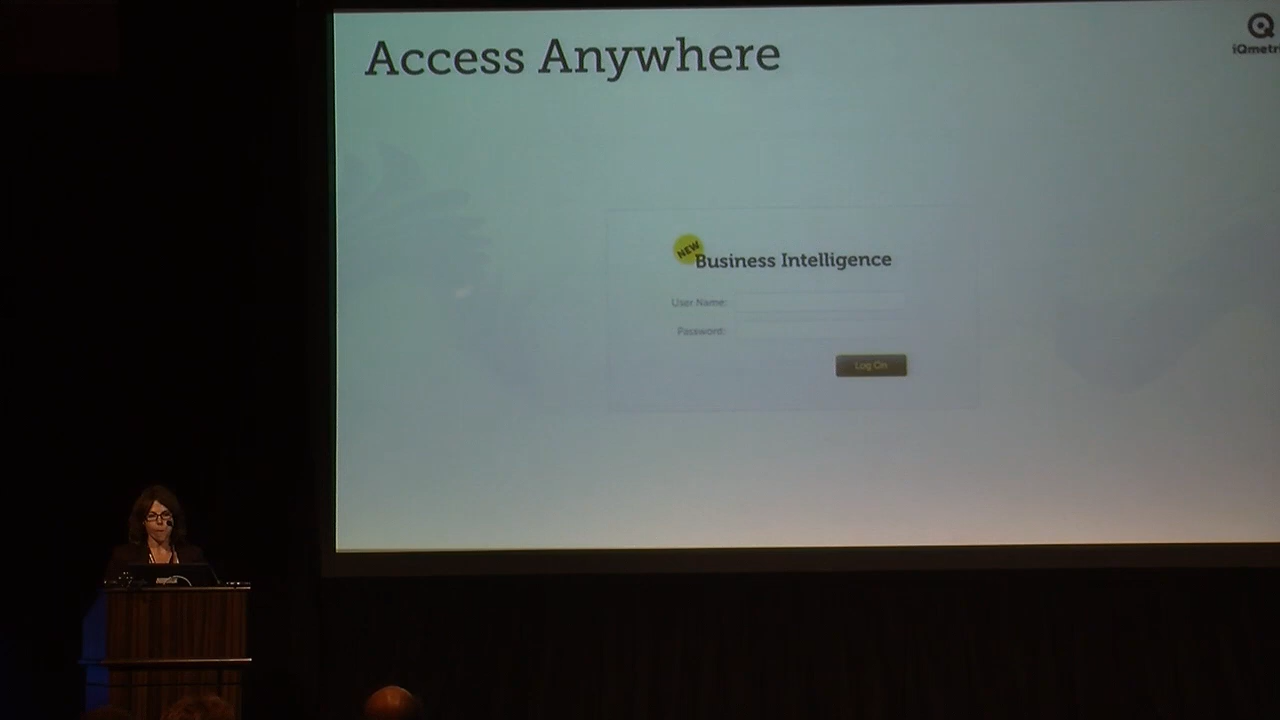 Access Anywhere
iQmetr
NEW
Business Intelligence
User Name:
Password:
Log On